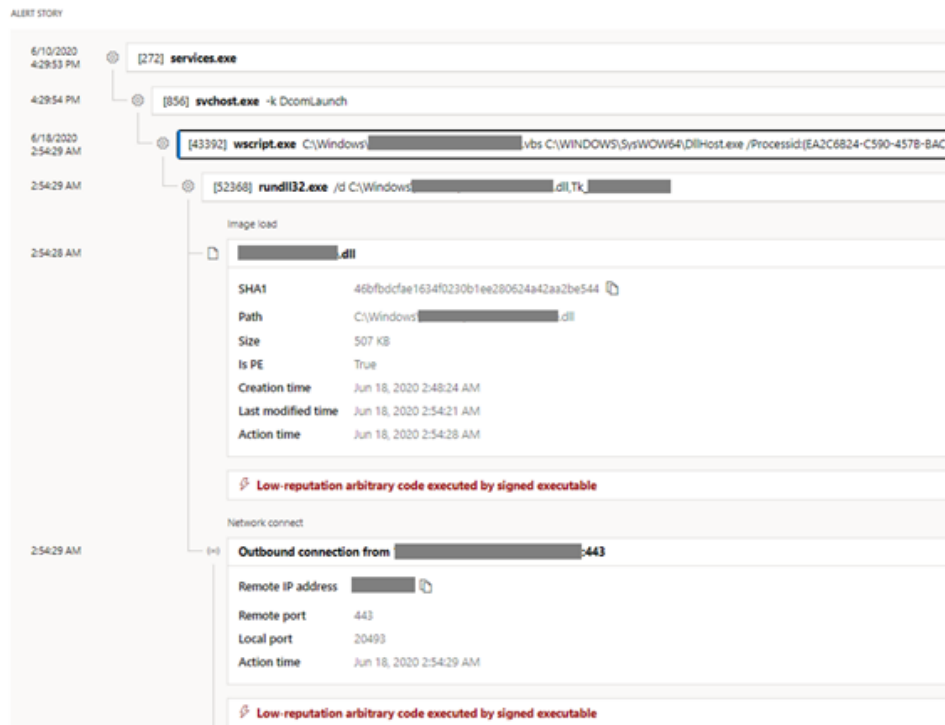 ALERT STORY
6/10/2020
4:29:53 PM
[272] services.exe
4:29:54 PM
[856] svchost.exe -k DcomLaunch
6/18/2020
2:54:29 AM
[43392] wscript.exe C:\Windows\ .vbs C:\WINDOWS\SysWOW64\DllHost.exe /Processid:{EA2C6B24-C590-457B-BAC
2:54:29 AM
[52368] rundll32.exe /d C:\Windows\ .dll,Tk_
Image load
2:54:28 AM
.dll
SHA1 46bfbdcfae1634f0230b1ee280624a42aa2be544
Path C:\Windows\ .dll
Size 507 KB
Is PE True
Creation time Jun 18, 2020 2:48:24 AM
Last modified time Jun 18, 2020 2:54:21 AM
Action time Jun 18, 2020 2:54:28 AM
Low-reputation arbitrary code executed by signed executable
Network connect
2:54:29 AM
Outbound connection from :443
Remote IP address
Remote port 443
Local port 20493
Action time Jun 18, 2020 2:54:29 AM
Low-reputation arbitrary code executed by signed executable